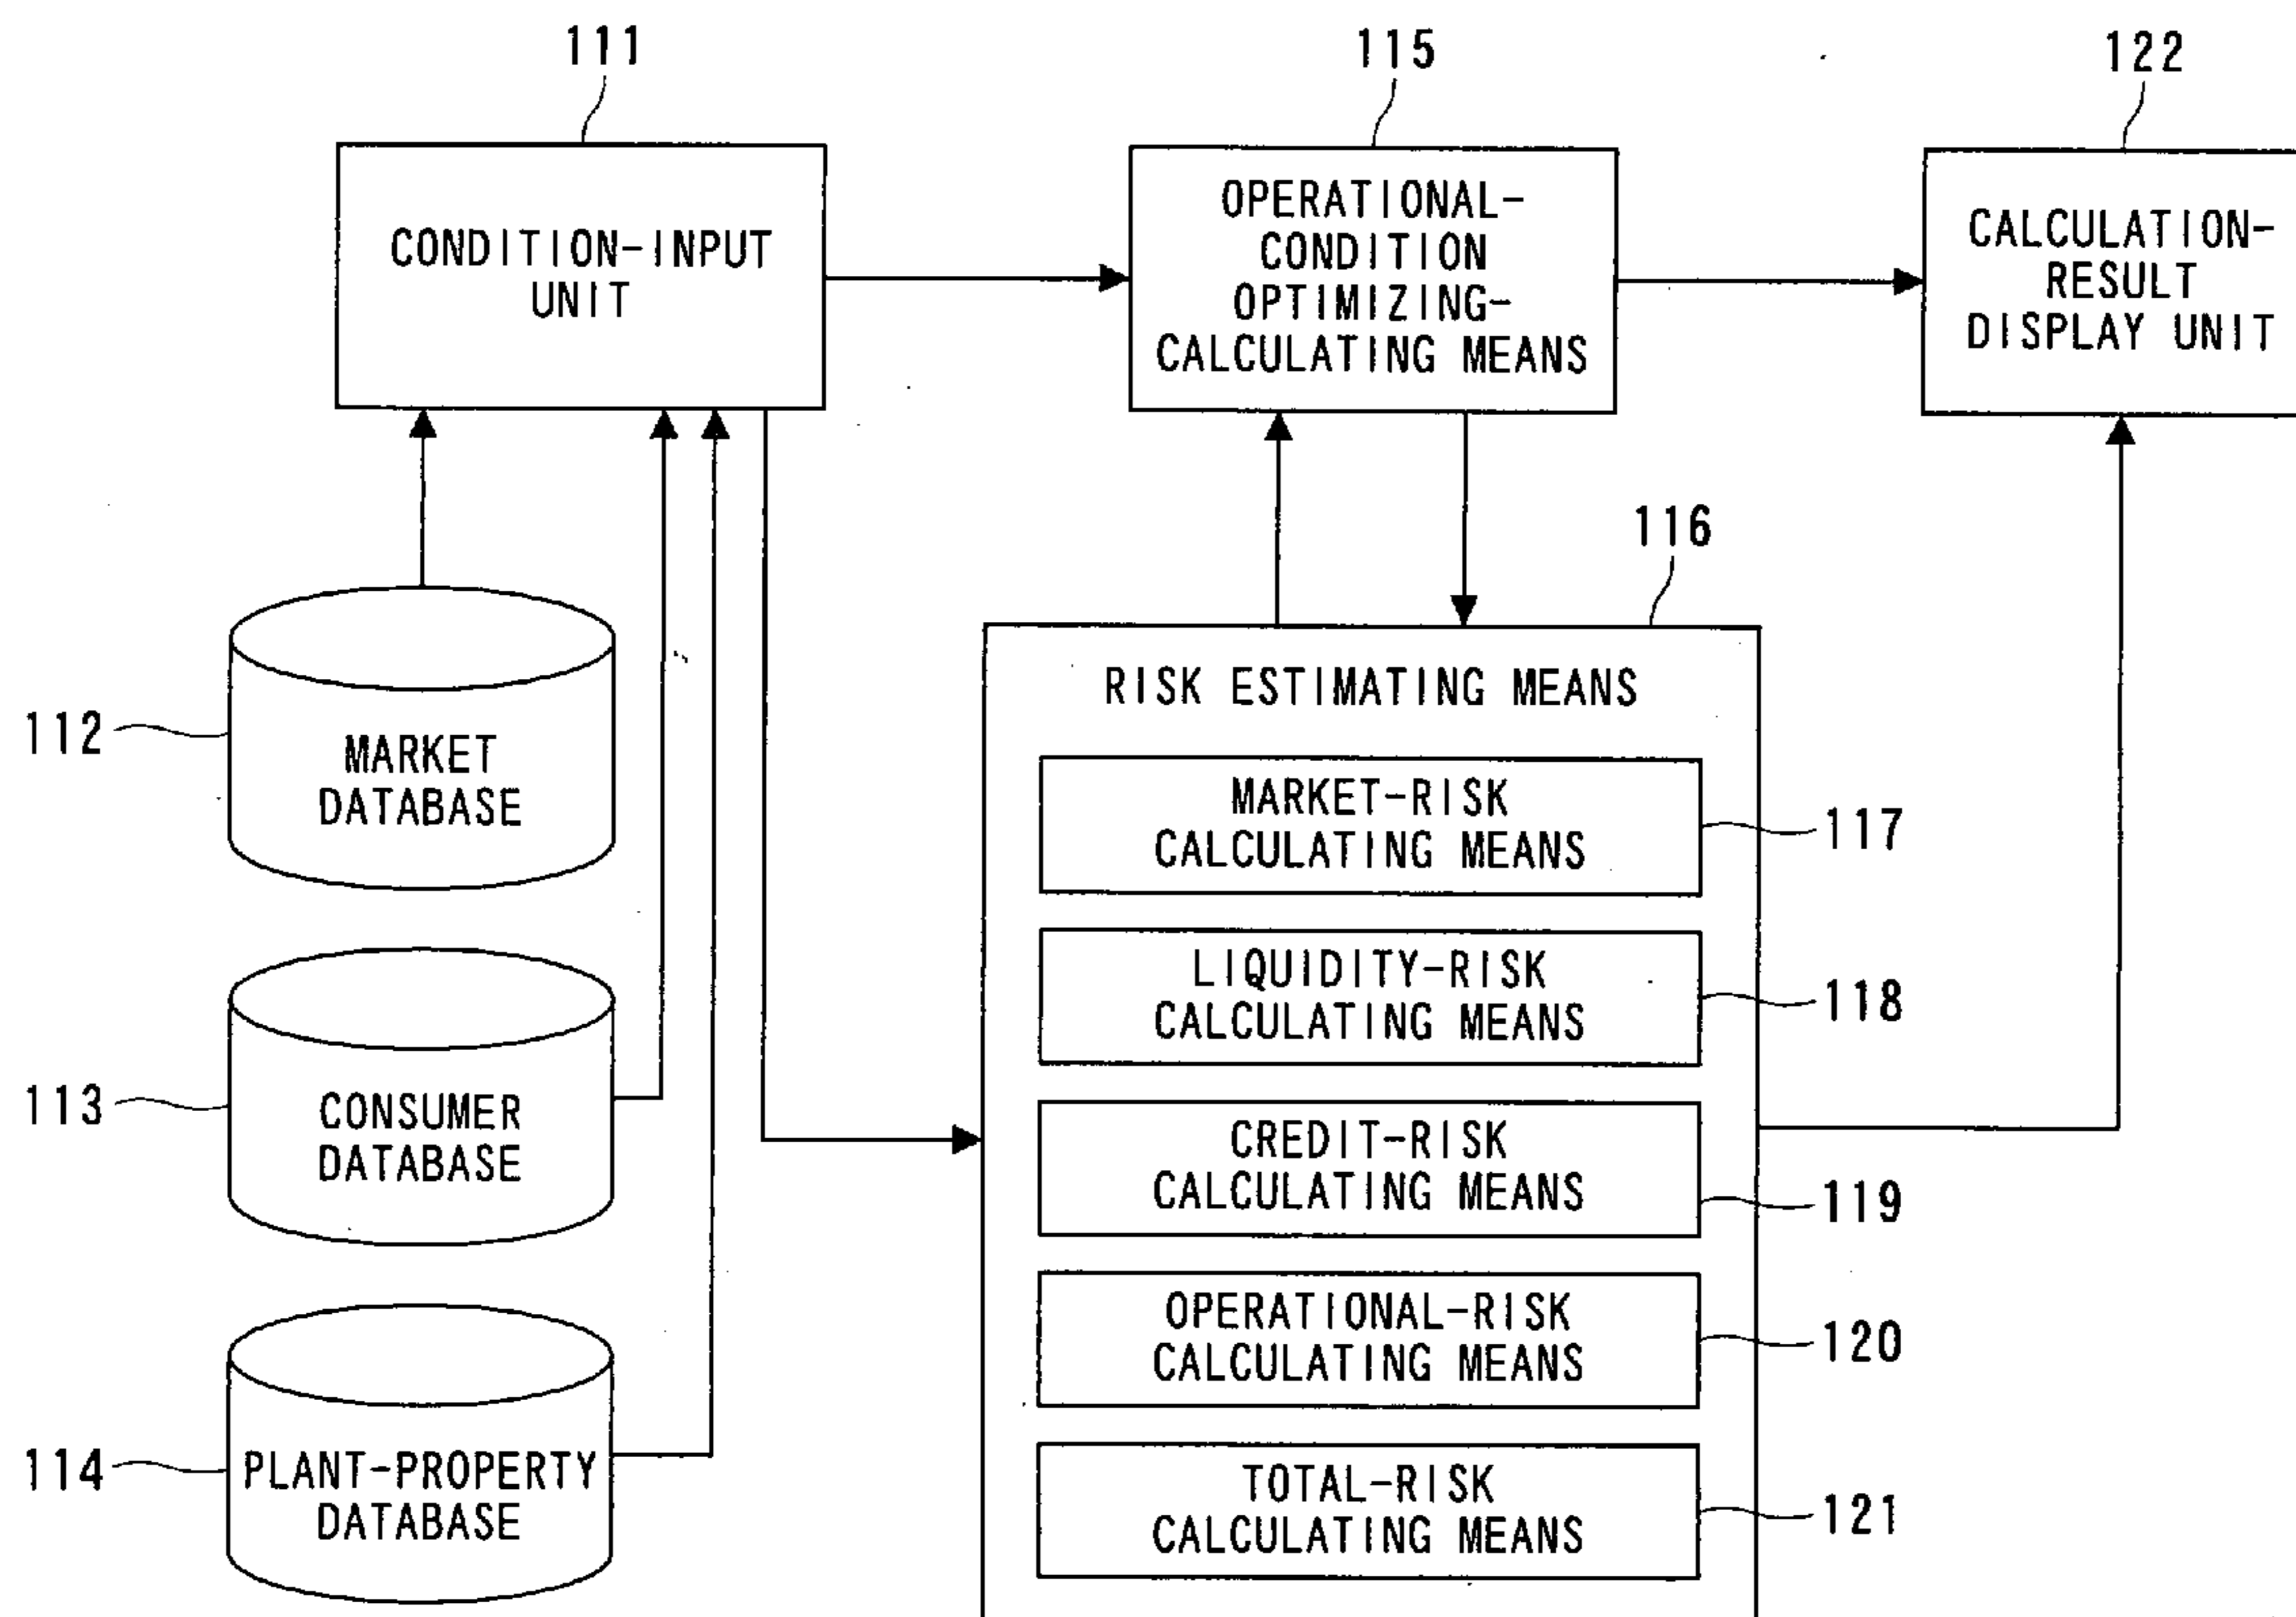 111
115
122
CONDITION-INPUT
UNIT
OPERATIONAL-
CONDITION
OPTIMIZING-
CALCULATING MEANS
CALCULATION-
RESULT
DISPLAY UNIT
116
112
MARKET
DATABASE
113
CONSUMER
DATABASE
114
PLANT-PROPERTY
DATABASE
RISK ESTIMATING MEANS
MARKET-RISK
CALCULATING MEANS
117
LIQUIDITY-RISK
CALCULATING MEANS
118
CREDIT-RISK
CALCULATING MEANS
119
OPERATIONAL-RISK
CALCULATING MEANS
120
TOTAL-RISK
CALCULATING MEANS
121